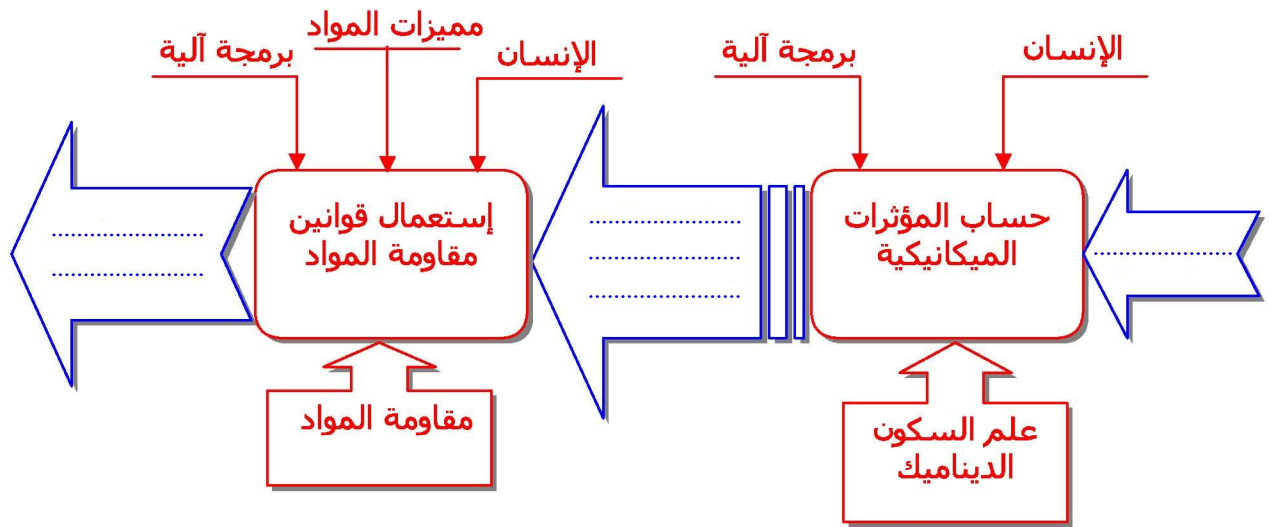 الإنسان
برمجة آلية
حساب المؤثرات
الميكانيكية
علم السكون
الديناميك
.........................
.........................
.........................
.........................
الإنسان
مميزات المواد
برمجة آلية
إستعمال قوانين
مقاومة المواد
مقاومة المواد
.........................
.........................